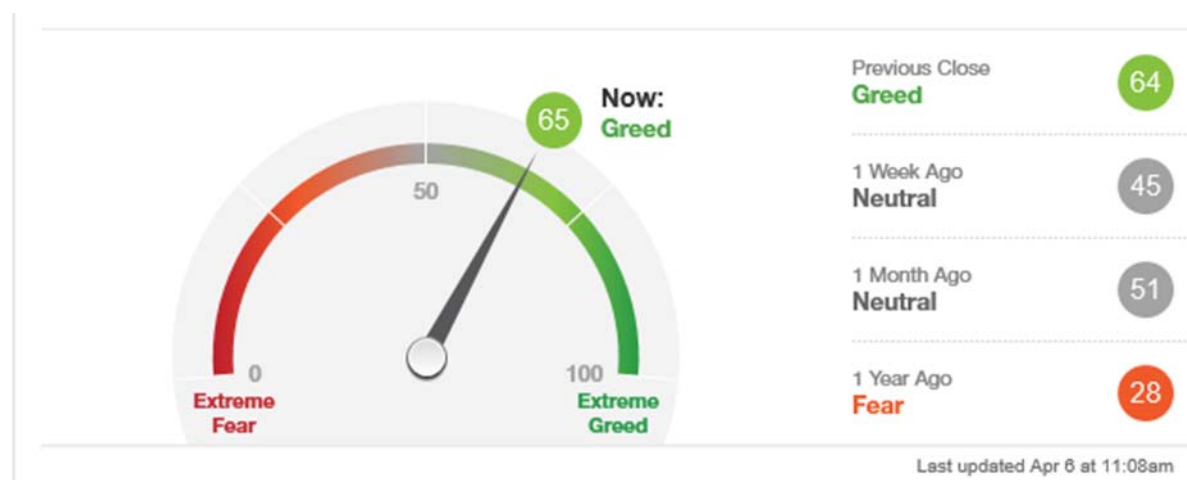 65
Now:
Greed
50
0
100
Extreme
Fear
Extreme
Greed
Previous Close
Greed
64
1 Week Ago
Neutral
45
1 Month Ago
Neutral
51
1 Year Ago
Fear
28
Last updated Apr 6 at 11:08am